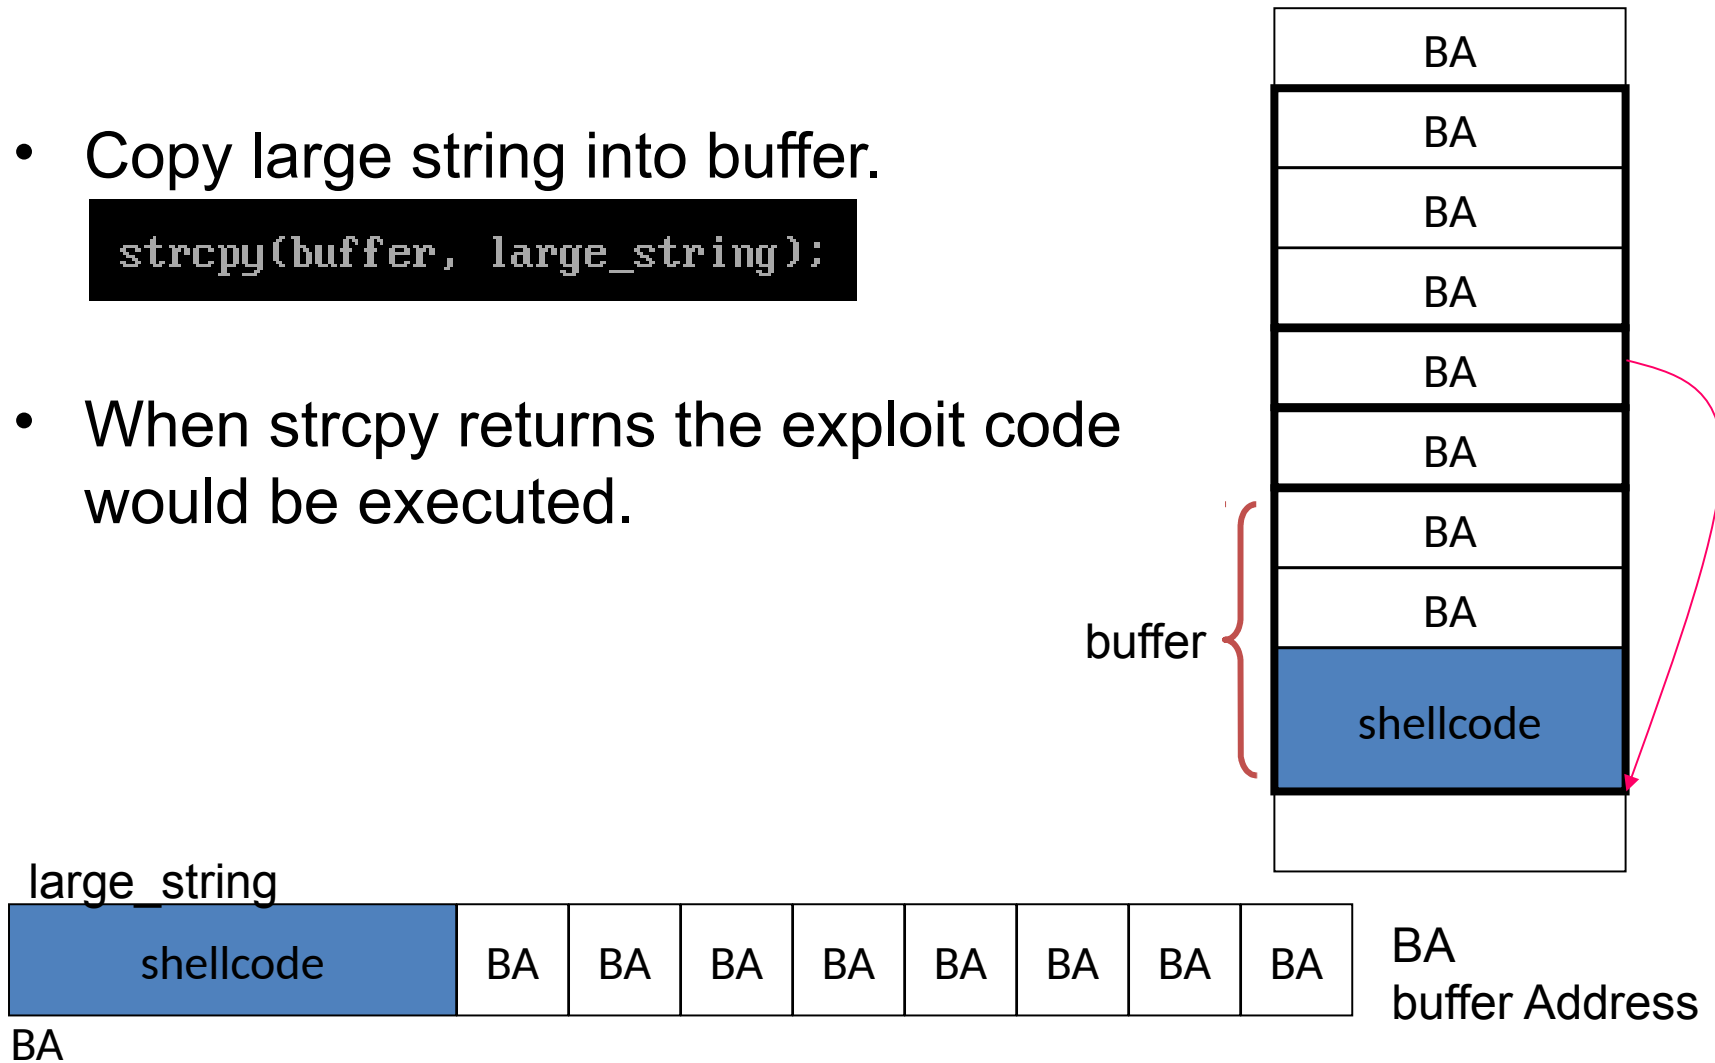 • Copy large string into buffer.
strcpy(buffer, large_string);
• When strcpy returns the exploit code
would be executed.
BA
BA
BA
BA
BA
BA
BA
BA
shellcode
buffer
large_string
shellcode BA BA BA BA BA BA BA BA
BA
BA
buffer Address